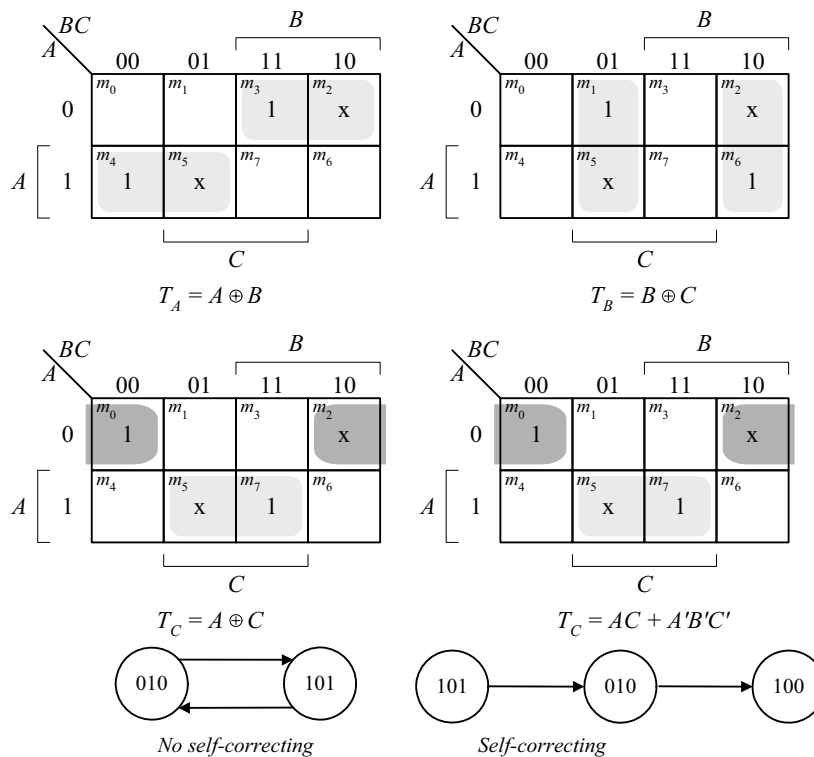 B
B
BC
A
00 01 11 10
BC
A
00 01 11 10
0 m0 m1 m3 1 m2 x
0 m0 m1 1 m3 m2 x
A 1 m4 1 m5 x m7 m6
A 1 m4 m5 x m7 m6 1
C
C
T_A = A ⊕ B
T_B = B ⊕ C
B
B
BC
A
00 01 11 10
BC
A
00 01 11 10
0 m0 1 m1 m3 m2 x
0 m0 1 m1 m3 m2 x
A 1 m4 m5 x m7 1 m6
A 1 m4 m5 x m7 1 m6
C
C
T_C = A ⊕ C
T_C = AC + A'B'C'
010 101
101 010 100
No self-correcting
Self-correcting